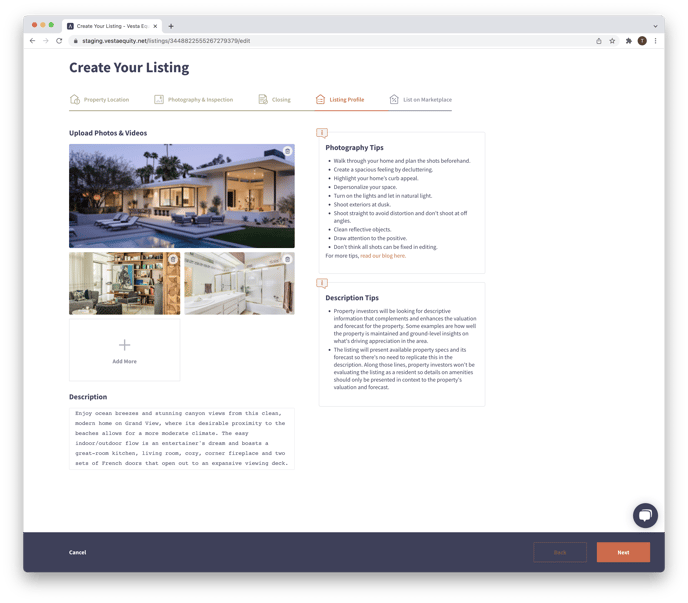 Create Your Listing - Vesta Eq
staging.vestaequity.net/listings/3448822555267279379/edit
T
Create Your Listing
Property Location
Photography & Inspection
Closing
Listing Profile
List on Marketplace
Upload Photos & Videos
Add More
Description
Enjoy ocean breezes and stunning canyon views from this clean,
modern home on Grand View, where its desirable proximity to the
beaches allows for a more moderate climate. The easy
indoor/outdoor flow is an entertainer's dream and boasts a
great-room kitchen, living room, cozy, corner fireplace and two
sets of French doors that open out to an expansive viewing deck.
Photography Tips
• Walk through your home and plan the shots beforehand.
• Create a spacious feeling by decluttering.
• Highlight your home's curb appeal.
• Depersonalize your space.
• Turn on the lights and let in natural light.
• Shoot exteriors at dusk.
• Shoot straight to avoid distortion and don't shoot at off
angles.
• Clean reflective objects.
• Draw attention to the positive.
• Don't think all shots can be fixed in editing.
For more tips, read our blog here.
Description Tips
• Property investors will be looking for descriptive
information that complements and enhances the valuation
and forecast for the property. Some examples are how well
the property is maintained and ground-level insights on
what's driving appreciation in the area.
• The listing will present available property specs and its
forecast so there's no need to replicate this in the
description. Along those lines, property investors won't be
evaluating the listing as a resident so details on amenities
should only be presented in context to the property's
valuation and forecast.
Cancel
Back
Next